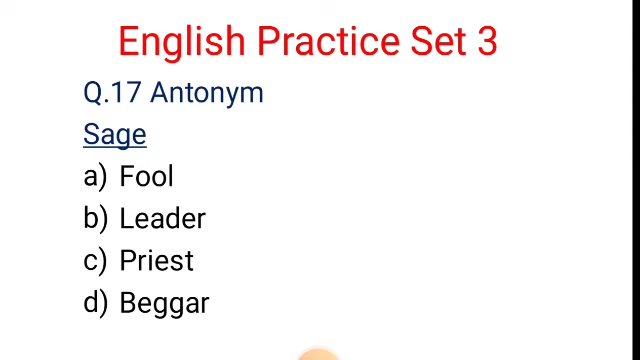 English Practice Set 3
Q.17 Antonym
Sage
a) Fool
b) Leader
c) Priest
d) Beggar